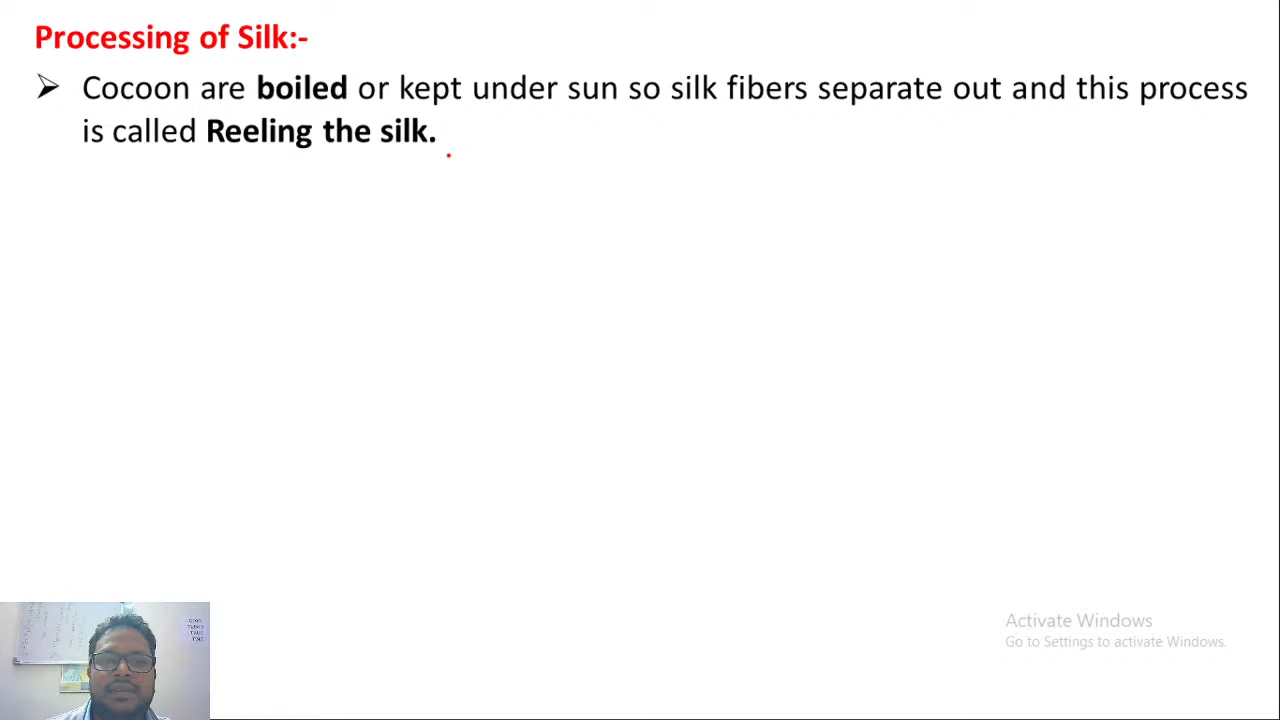 Processing of Silk:-
➢ Cocoon are boiled or kept under sun so silk fibers separate out and this process
is called Reeling the silk.
Activate Windows
Go to Settings to activate Windows.